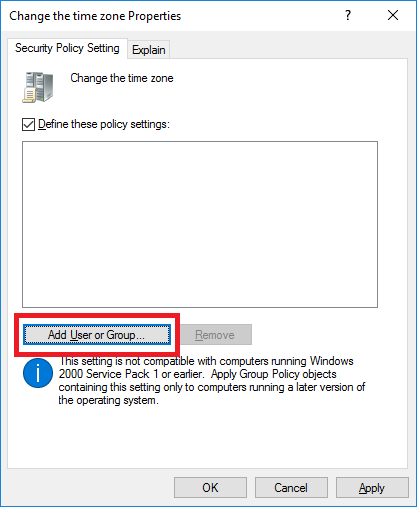 Change the time zone Properties
?
Security Policy Setting
Explain
Change the time zone
Define these policy settings:
Add User or Group...
Remove
This setting is not compatible with computers running Windows
2000 Service Pack 1 or earlier. Apply Group Policy objects
containing this setting only to computers running a later version of
the operating system.
OK
Cancel
Apply